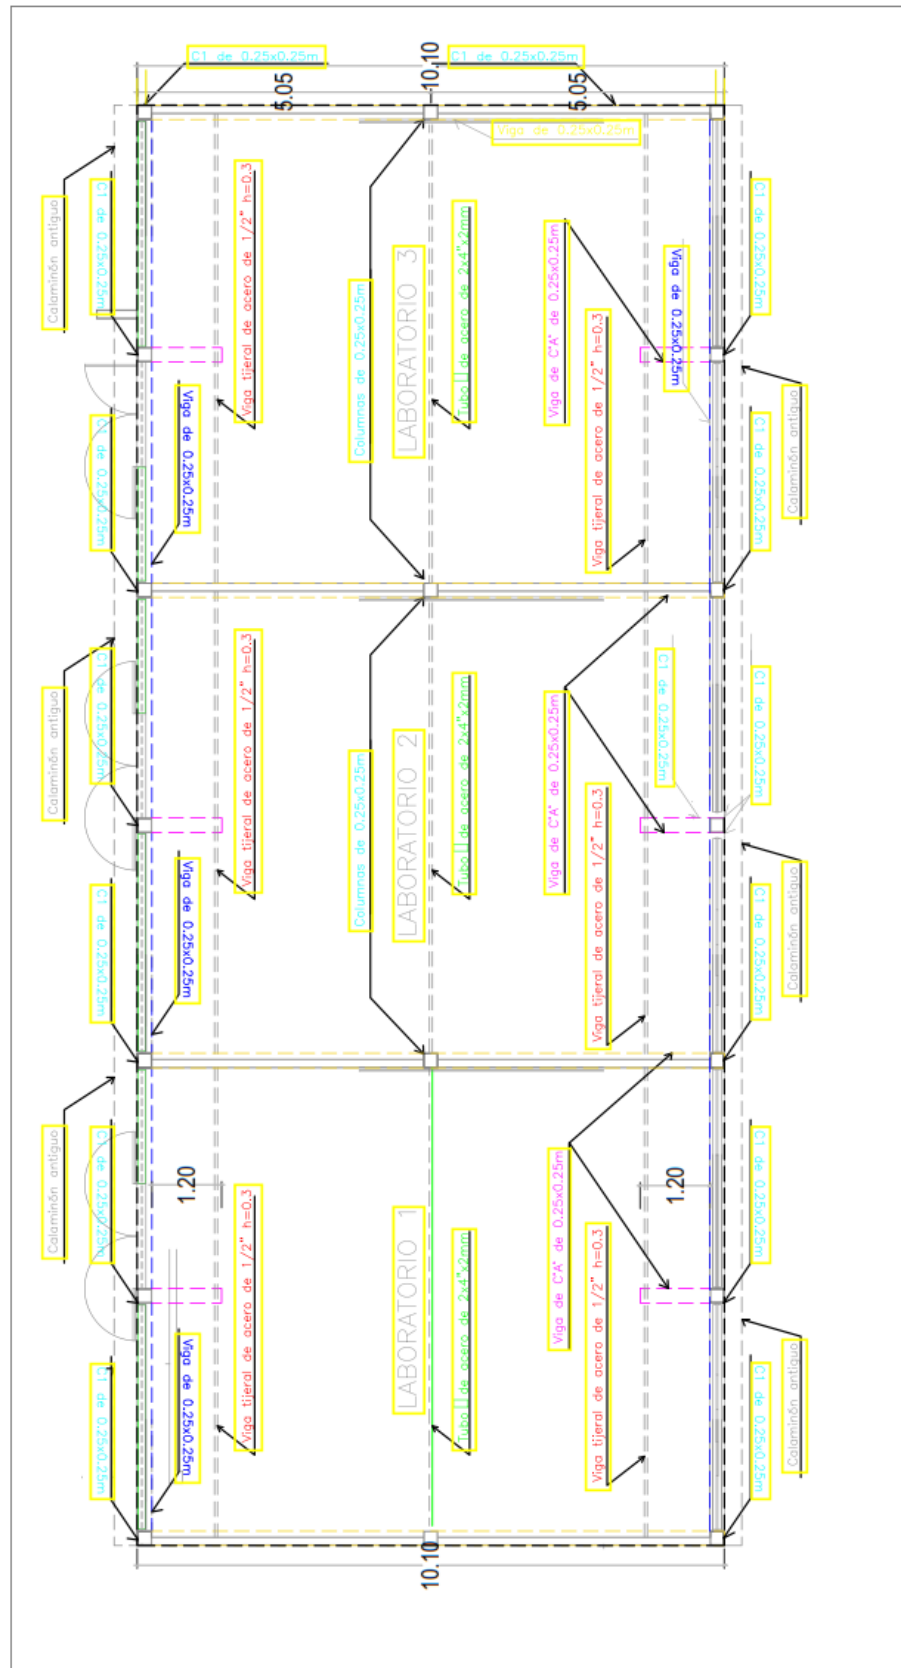 C1 de 0.25x0.25m
C1 de 0.25x0.25m
10.10
5.05
5.05
Viga de 0.25x0.25m
Calaminón antiguo
C1 de 0.25x0.25m
Viga tijeral de acero de 1/2" h=0.3
Columnas de 0.25x0.25m
LABORATORIO 3
Tubo de acero de 2x4"x2mm
Viga de C°A° de 0.25x0.25m
Viga tijeral de acero de 1/2" h=0.3
Viga de 0.25x0.25m
C1 de 0.25x0.25m
Calaminón antiguo
C1 de 0.25x0.25m
Viga de 0.25x0.25m
C1 de 0.25x0.25m
Calaminón antiguo
C1 de 0.25x0.25m
Viga tijeral de acero de 1/2" h=0.3
Columnas de 0.25x0.25m
LABORATORIO 2
Tubo de acero de 2x4"x2mm
Viga de C°A° de 0.25x0.25m
Viga tijeral de acero de 1/2" h=0.3
C1 de 0.25x0.25m
C1 de 0.25x0.25m
Calaminón antiguo
C1 de 0.25x0.25m
Viga de 0.25x0.25m
C1 de 0.25x0.25m
Calaminón antiguo
C1 de 0.25x0.25m
1.20
Viga tijeral de acero de 1/2" h=0.3
LABORATORIO 1
Tubo de acero de 2x4"x2mm
Viga de C°A° de 0.25x0.25m
Viga tijeral de acero de 1/2" h=0.3
1.20
C1 de 0.25x0.25m
Calaminón antiguo
C1 de 0.25x0.25m
Viga de 0.25x0.25m
C1 de 0.25x0.25m
10.10